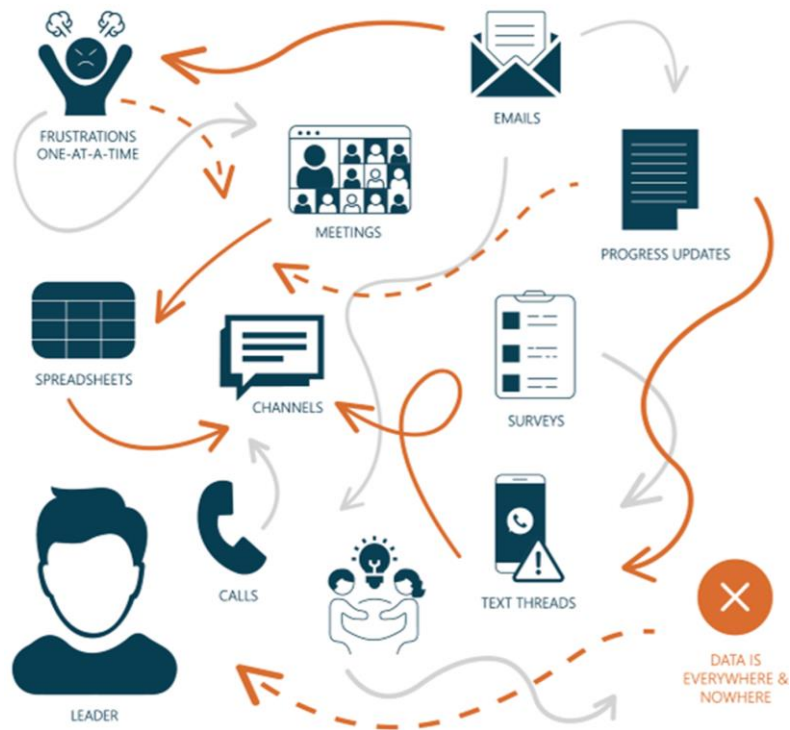 FRUSTRATIONS
ONE-AT-A-TIME
EMAILS
MEETINGS
PROGRESS UPDATES
SPREADSHEETS
CHANNELS
SURVEYS
CALLS
TEXT THREADS
LEADER
DATA IS
EVERYWHERE &
NOWHERE